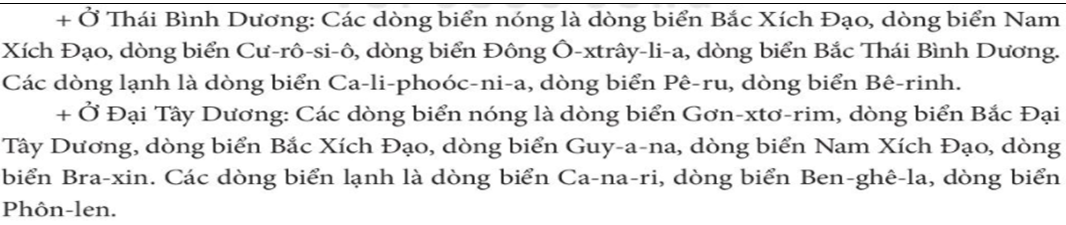 + Ở Thái Bình Dương: Các dòng biển nóng là dòng biển Bắc Xích Đạo, dòng biển Nam
Xích Đạo, dòng biển Cư-rô-si-ô, dòng biển Đông Ô-xtrây-li-a, dòng biển Bắc Thái Bình Dương.
Các dòng lạnh là dòng biển Ca-li-phoóc-ni-a, dòng biển Pê-ru, dòng biển Bê-rinh.
+ Ở Đại Tây Dương: Các dòng biển nóng là dòng biển Gơn-xtơ-rim, dòng biển Bắc Đại
Tây Dương, dòng biển Bắc Xích Đạo, dòng biển Guy-a-na, dòng biển Nam Xích Đạo, dòng
biển Bra-xin. Các dòng biển lạnh là dòng biển Ca-na-ri, dòng biển Ben-ghê-la, dòng biển
Phôn-len.